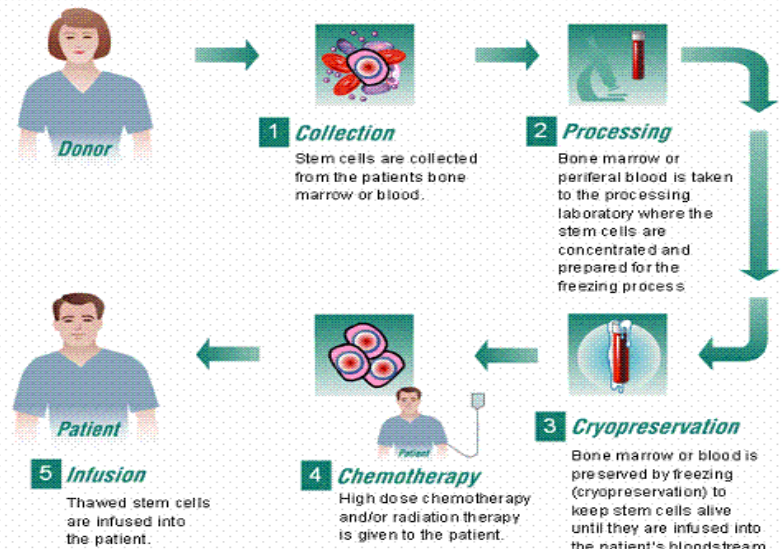 Donor
1 Collection
Stem cells are collected
from the patients bone
marrow or blood.
2 Processing
Bone marrow or
periferal blood is taken
to the processing
laboratory where the
stem cells are
concentrated and
prepared for the
freezing process
3 Cryopreservation
Bone marrow or blood is
preserved by freezing
(cryopreservation) to
keep stem cells alive
until they are infused into
the patient's bloodstream
Patient
4 Chemotherapy
High dose chemotherapy
and/or radiation therapy
is given to the patient.
Patient
5 Infusion
Thawed stem cells
are infused into
the patient.